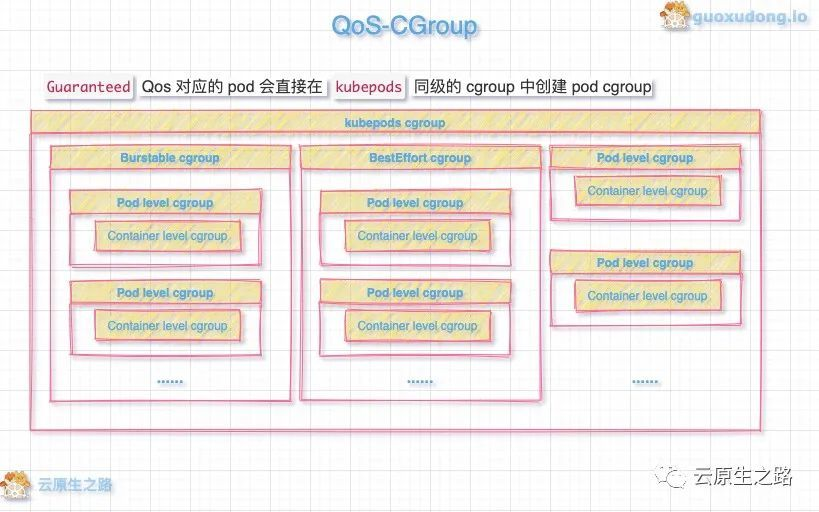 QoS-CGroup
guoxudong.io
Guaranteed Qos 对应的 pod 会直接在 kubepods 同级的 cgroup 中创建 pod cgroup
kubepods cgroup
Burstable cgroup
Pod level cgroup
Container level cgroup
Pod level cgroup
Container level cgroup
......
BestEffort cgroup
Pod level cgroup
Container level cgroup
Pod level cgroup
Container level cgroup
......
Pod level cgroup
Container level cgroup
Pod level cgroup
Container level cgroup
......
云原生之路
云原生之路